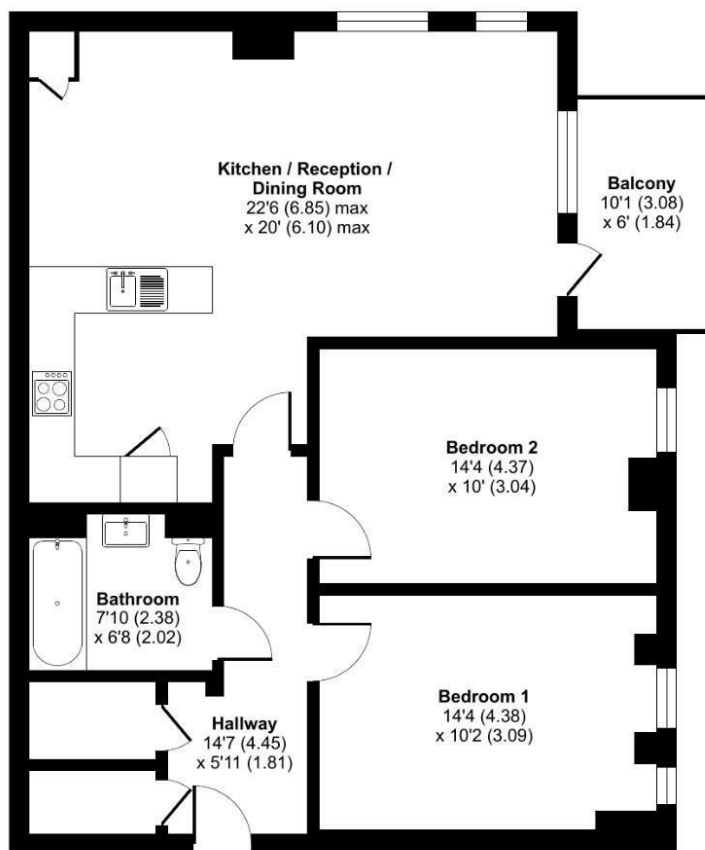 Kitchen / Reception /
Dining Room
22'6 (6.85) max
x 20' (6.10) max
Balcony
10'1 (3.08)
x 6' (1.84)
Bedroom 2
14'4 (4.37)
x 10' (3.04)
Bathroom
7'10 (2.38)
x 6'8 (2.02)
Bedroom 1
14'4 (4.38)
x 10'2 (3.09)
Hallway
14'7 (4.45)
x 5'11 (1.81)